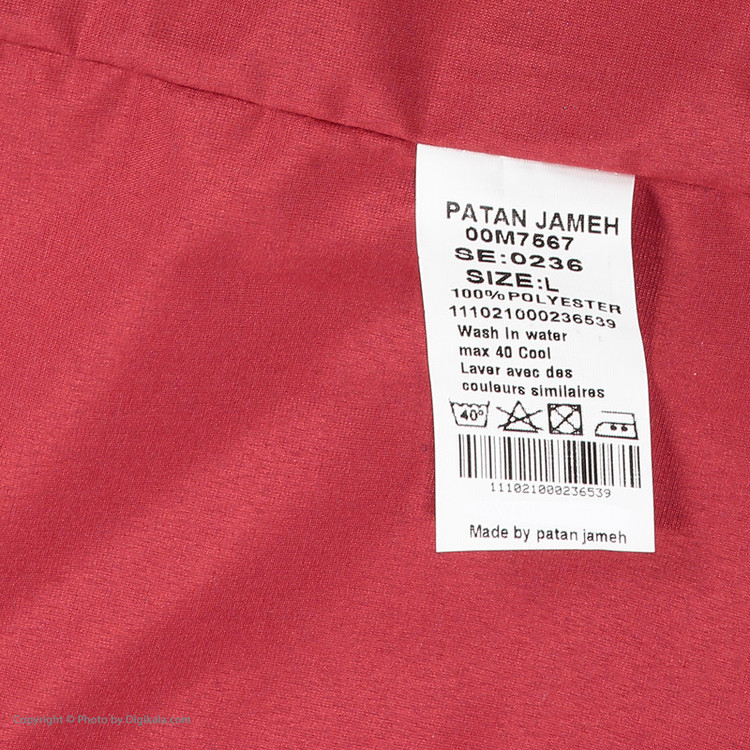 PATAN JAMEH
00M7567
SE:0236
SIZE:L
100%POLYESTER
111021000236539
Wash In water
max 40 Cool
Laver avec des
couleurs similaires
40°
111021000236539
Made by patan jameh
Copyright © Photo by Digikala.com